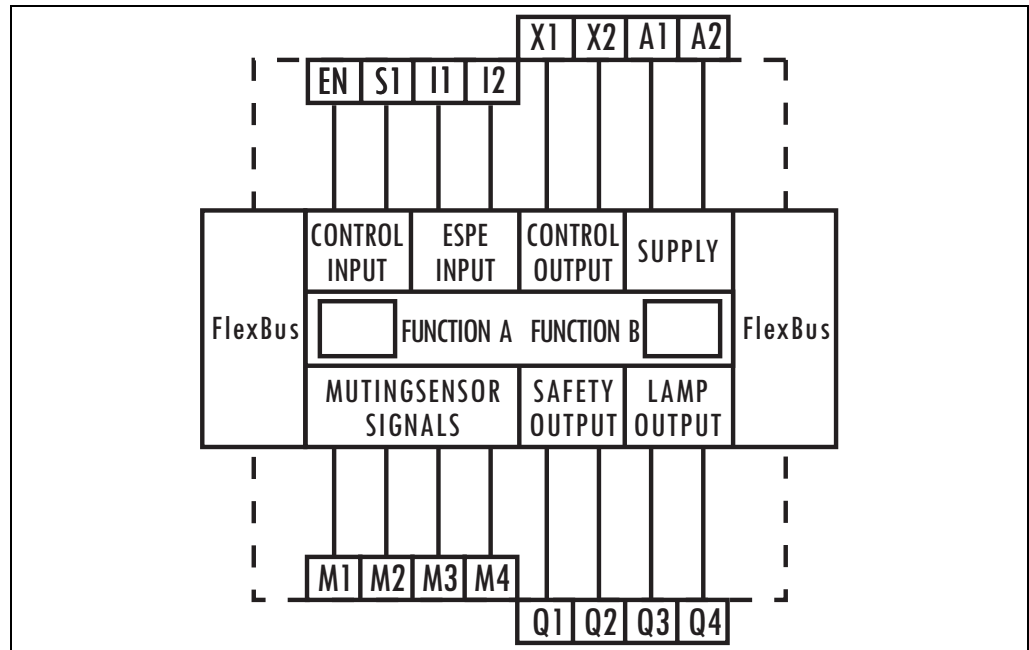 X1 X2 A1 A2
EN S1 I1 I2
CONTROL INPUT
ESPE INPUT
CONTROL OUTPUT
SUPPLY
FlexBus
FUNCTION A FUNCTION B
FlexBus
MUTINGSENSOR
SIGNALS
SAFETY
OUTPUT
LAMP
OUTPUT
M1 M2 M3 M4
Q1 Q2 Q3 Q4